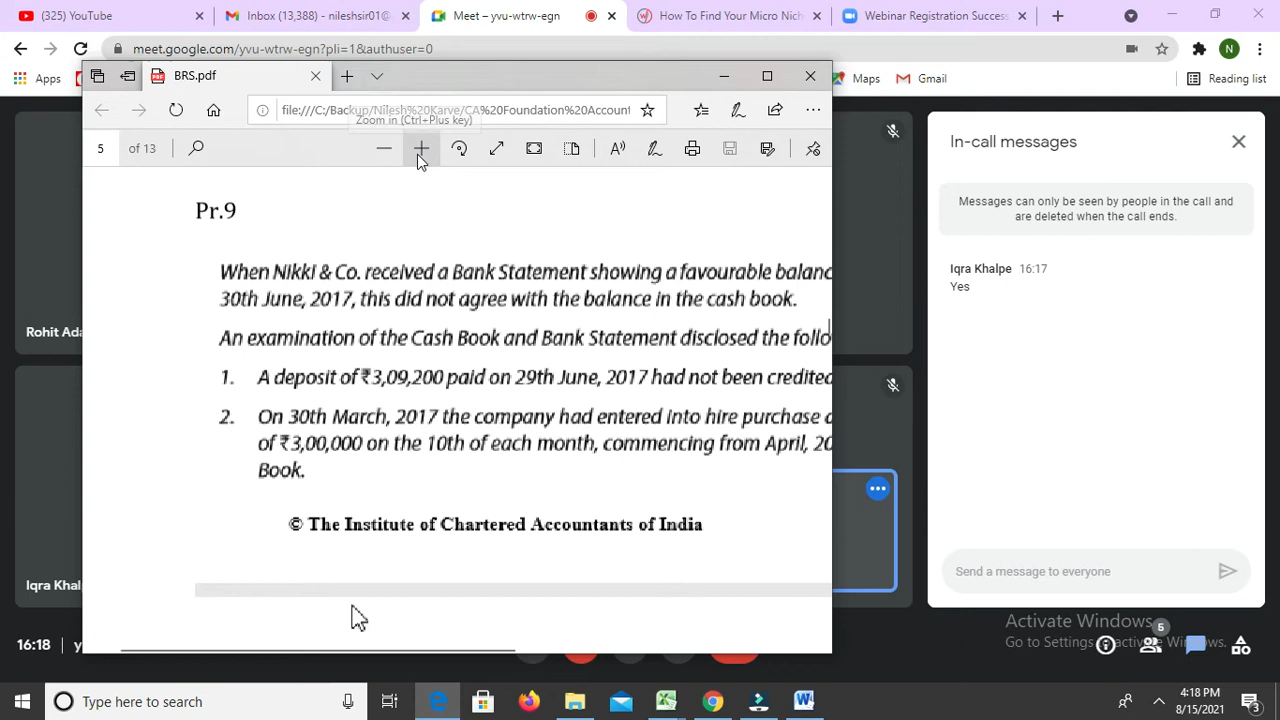 (325) YouTube
Inbox (13,388) - nileshsir01@
Meet – yvu-wtrw-egn
How To Find Your Micro Nich
Webinar Registration Success
meet.google.com/yvu-wtrw-egn?pli=1&authuser=0
N
Apps
Maps
Gmail
Reading list
BRS.pdf
file:///C:/Backup/Nilesh%20Karve/CA%20Foundation%20Account
Zoom in (Ctrl+Plus key)
5 of 13
Pr.9
When Nikki & Co. received a Bank Statement showing a favourable balanc
30th June, 2017, this did not agree with the balance in the cash book.
An examination of the Cash Book and Bank Statement disclosed the follo
1. A deposit of ₹3,09,200 paid on 29th June, 2017 had not been credited
2. On 30th March, 2017 the company had entered into hire purchase a
of ₹3,00,000 on the 10th of each month, commencing from April, 20
Book.
© The Institute of Chartered Accountants of India
Rohit Ada
Iqra Khal
In-call messages
Messages can only be seen by people in the call and
are deleted when the call ends.
Iqra Khalpe 16:17
Yes
Send a message to everyone
Activate Windows
Go to Settings to activate Windows.
5
16:18 | y
Type here to search
4:18 PM
8/15/2021
3